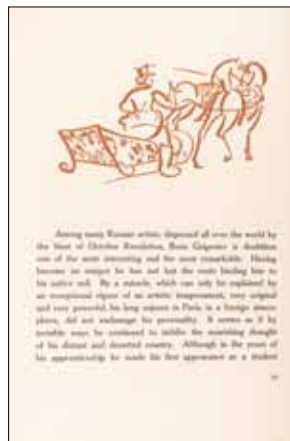 Among many Russian artists, dispersed all over the world by
the blast of October Revolution, Boris Grigoriev is doubtless
one of the most interesting and the most remarkable. Having
become an emigré he has not lost the roots binding him to
his native soil. By a miracle, which can only be explained by
an exceptional vigour of an artistic temperament, very original
and very powerful, his long sojourn in Paris, in a foreign atmos-
phere, did not endamage his personality. It seems as if by
invisible ways he continued to imbibe the nourishing draught
of his distant and deserted country. Although in the years of
his apprenticeship he made his first appearance as a student